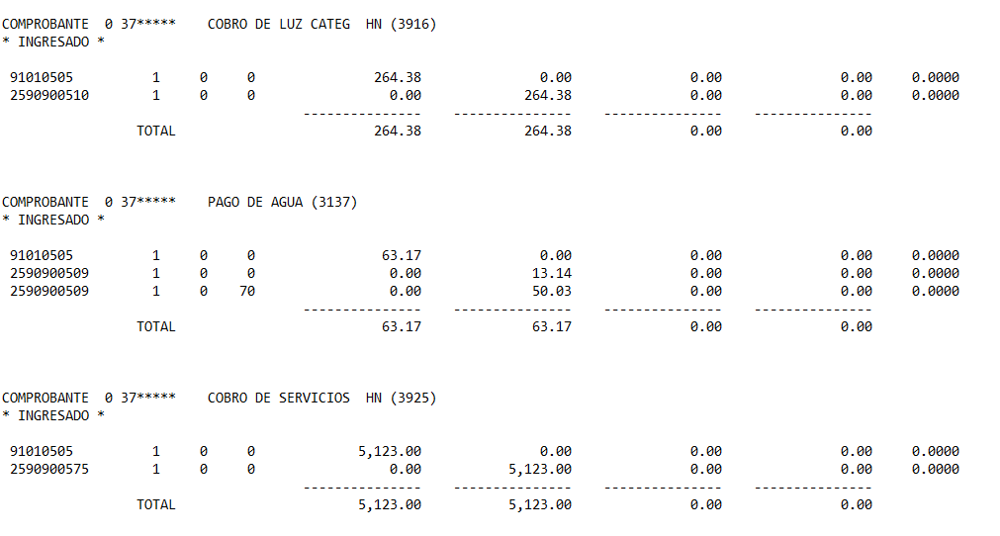 COMPROBANTE  0 37*****    COBRO DE LUZ CATEG  HN (3916)
* INGRESADO *
91010505          1     0     0               264.38               0.00               0.00               0.00     0.0000
2590900510        1     0     0                 0.00             264.38               0.00               0.00     0.0000
---------------    ---------------    ---------------    ---------------
TOTAL                         264.38             264.38               0.00               0.00
COMPROBANTE  0 37*****    PAGO DE AGUA (3137)
* INGRESADO *
91010505          1     0     0                63.17               0.00               0.00               0.00     0.0000
2590900509        1     0     0                 0.00              13.14               0.00               0.00     0.0000
2590900509        1     0    70                 0.00              50.03               0.00               0.00     0.0000
---------------    ---------------    ---------------    ---------------
TOTAL                          63.17              63.17               0.00               0.00
COMPROBANTE  0 37*****    COBRO DE SERVICIOS  HN (3925)
* INGRESADO *
91010505          1     0     0             5,123.00               0.00               0.00               0.00     0.0000
2590900575        1     0     0                 0.00           5,123.00               0.00               0.00     0.0000
---------------    ---------------    ---------------    ---------------
TOTAL                       5,123.00           5,123.00               0.00               0.00